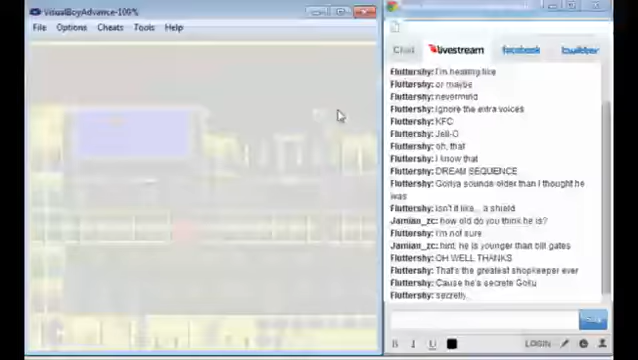 VisualBoyAdvance-109%
File Options Cheats Tools Help
Chat livestream facebook twitter
Fluttershy: I'm hearing like
Fluttershy: or maybe
Fluttershy: nevermind
Fluttershy: ignore the extra voices
Fluttershy: KFC
Fluttershy: Jell-O
Fluttershy: oh, that
Fluttershy: I know that
Fluttershy: DREAM SEQUENCE
Fluttershy: Goriya sounds older than I thought he
was
Fluttershy: isn't it like... a shield
Jamian_zc: how old do you think he is?
Fluttershy: I'm not sure
Jamian_zc: hint, he is younger than bill gates
Fluttershy: OH WELL THANKS
Fluttershy: That's the greatest shopkeeper ever
Fluttershy: Cause he's secrete Goku
Fluttershy: secretly
B I U LOGIN